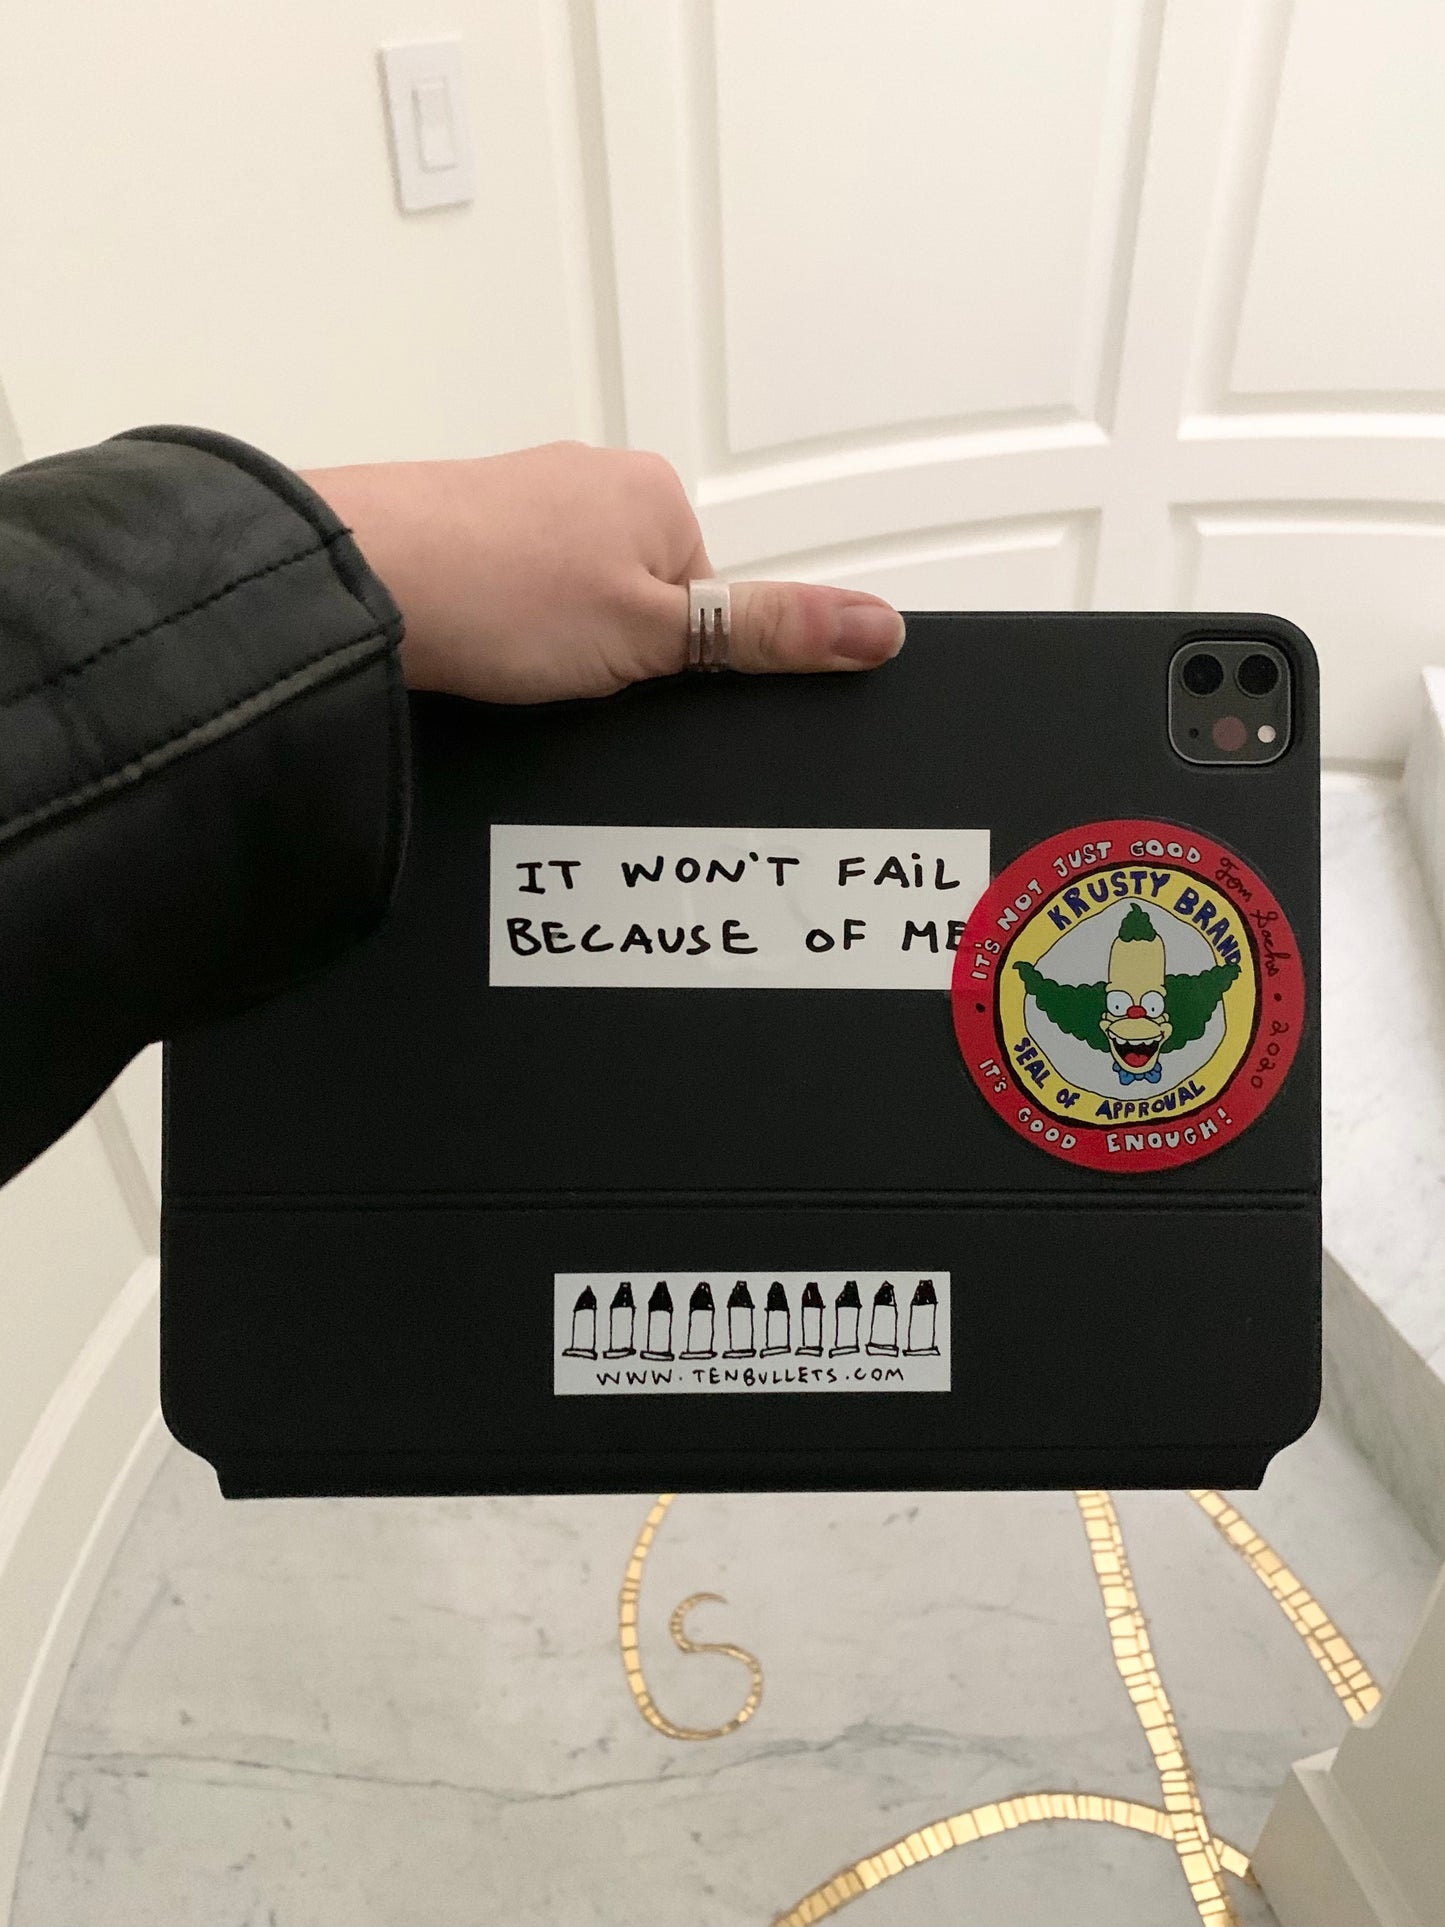 IT WON'T FAiL
BECAUSE OF ME
IT'S NOT JUST GOOD
Tom Sachs • 2020
KRUSTY BRAND
SEAL OF APPROVAL
IT'S GOOD ENOUGH!
WWW.TENBULLETS.COM